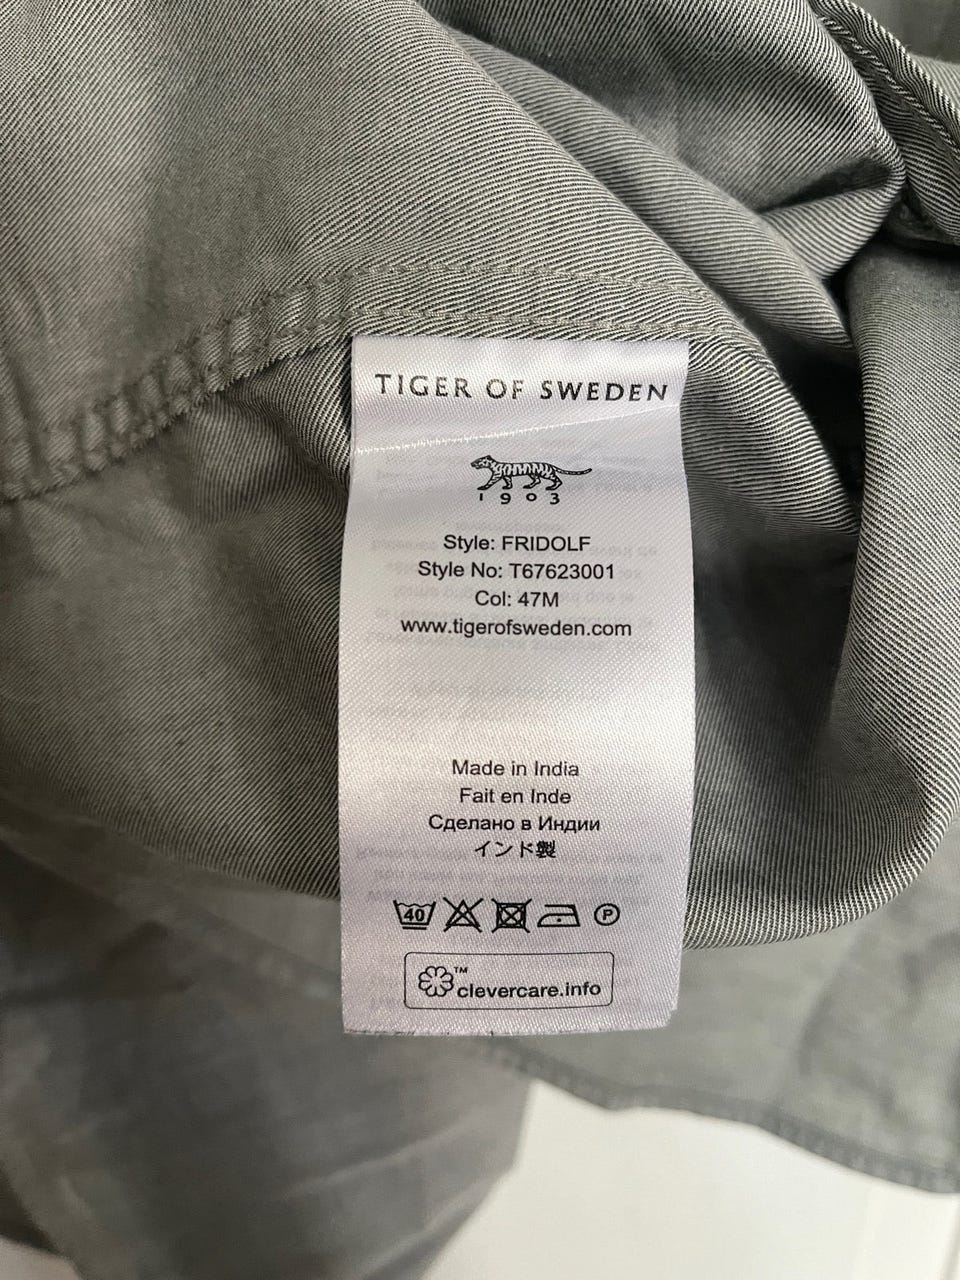 TIGER OF SWEDEN
1903
Style: FRIDOLF
Style No: T67623001
Col: 47M
www.tigerofsweden.com
Made in India
Fait en Inde
Сделано в Индии
インド製
40 P
™ clevercare.info